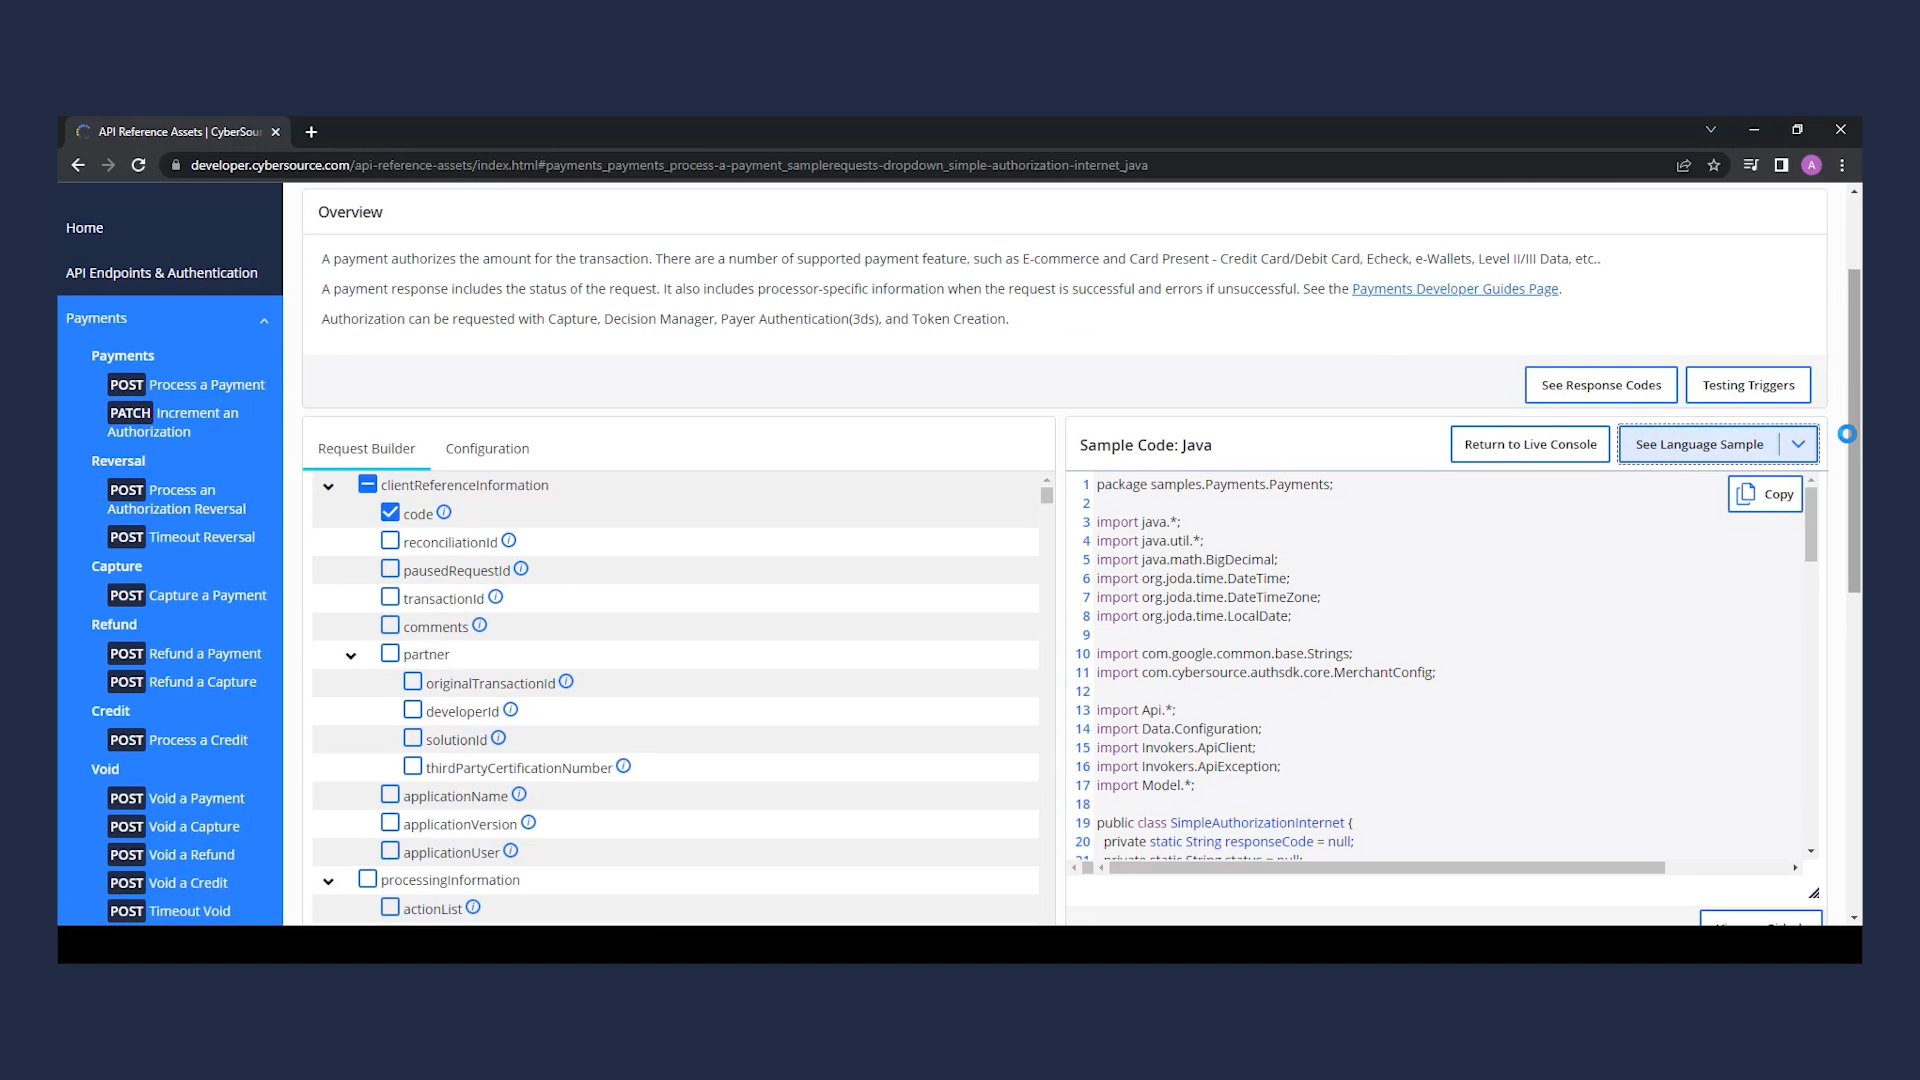 API Reference Assets | CyberSou
developer.cybersource.com/api-reference-assets/index.html#payments_payments_process-a-payment_samplerequests-dropdown_simple-authorization-internet_java
A
Home
API Endpoints & Authentication
Payments
Payments
POST Process a Payment
PATCH Increment an
Authorization
Reversal
POST Process an
Authorization Reversal
POST Timeout Reversal
Capture
POST Capture a Payment
Refund
POST Refund a Payment
POST Refund a Capture
Credit
POST Process a Credit
Void
POST Void a Payment
POST Void a Capture
POST Void a Refund
POST Void a Credit
POST Timeout Void
Overview
A payment authorizes the amount for the transaction. There are a number of supported payment feature, such as E-commerce and Card Present - Credit Card/Debit Card, Echeck, e-Wallets, Level II/III Data, etc..
A payment response includes the status of the request. It also includes processor-specific information when the request is successful and errors if unsuccessful. See the Payments Developer Guides Page.
Authorization can be requested with Capture, Decision Manager, Payer Authentication(3ds), and Token Creation.
See Response Codes
Testing Triggers
Request Builder
Configuration
clientReferenceInformation
code
reconciliationId
pausedRequestId
transactionId
comments
partner
originalTransactionId
developerId
solutionId
thirdPartyCertificationNumber
applicationName
applicationVersion
applicationUser
processingInformation
actionList
Sample Code: Java
Return to Live Console
See Language Sample
Copy
1 package samples.Payments.Payments;
2
3 import java.*;
4 import java.util.*;
5 import java.math.BigDecimal;
6 import org.joda.time.DateTime;
7 import org.joda.time.DateTimeZone;
8 import org.joda.time.LocalDate;
9
10 import com.google.common.base.Strings;
11 import com.cybersource.authsdk.core.MerchantConfig;
12
13 import Api.*;
14 import Data.Configuration;
15 import Invokers.ApiClient;
16 import Invokers.ApiException;
17 import Model.*;
18
19 public class SimpleAuthorizationInternet {
20 private static String responseCode = null;
21 private static String status = null;